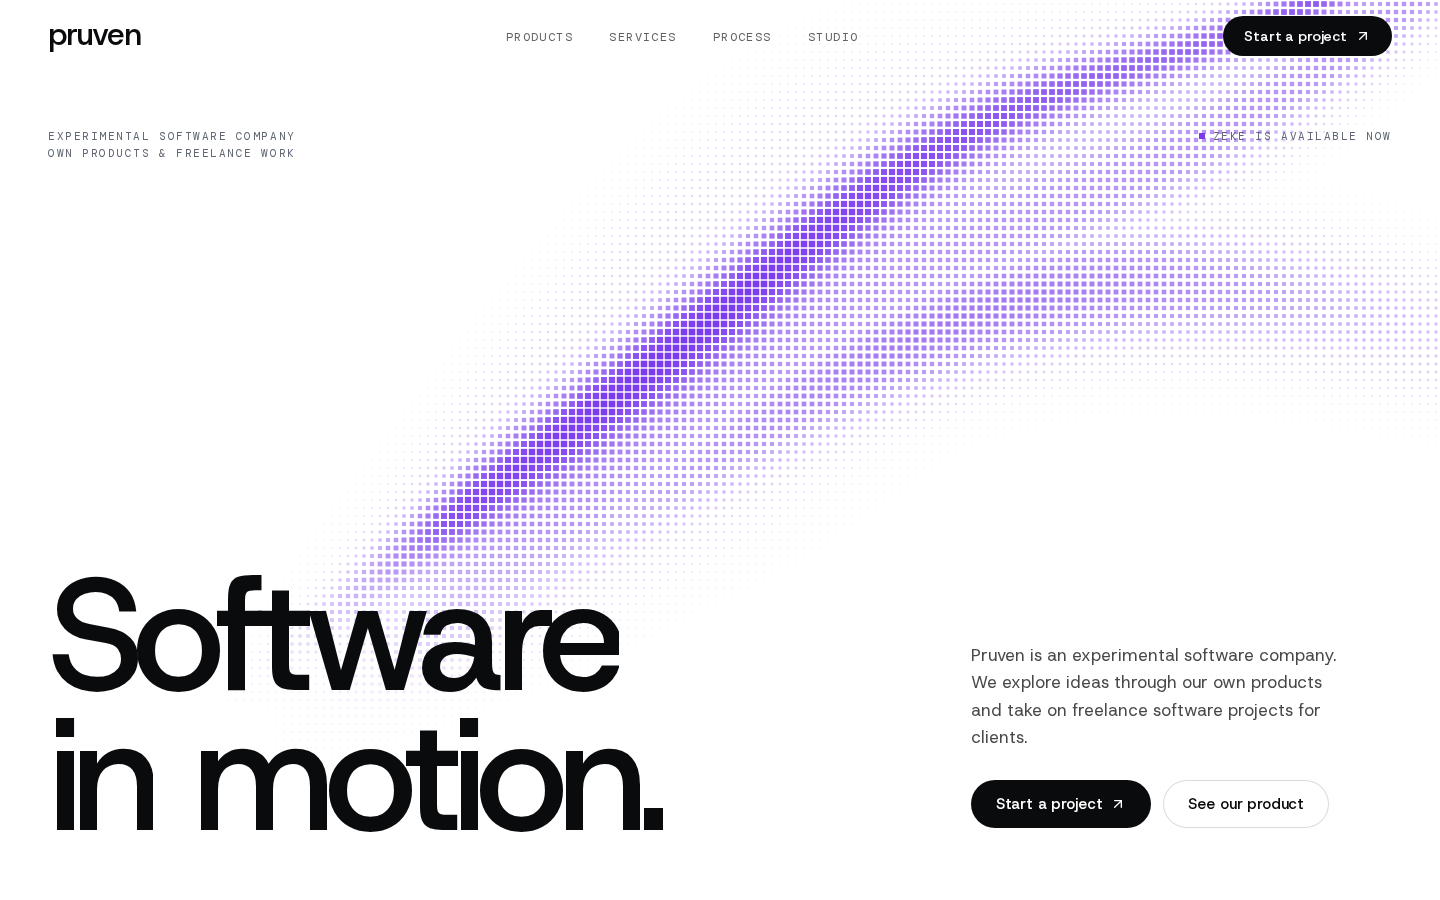 pruven
PRODUCTS SERVICES PROCESS STUDIO
Start a project
EXPERIMENTAL SOFTWARE COMPANY
OWN PRODUCTS & FREELANCE WORK
ZEKE IS AVAILABLE NOW
Software
in motion.
Pruven is an experimental software company.
We explore ideas through our own products
and take on freelance software projects for
clients.
Start a project
See our product